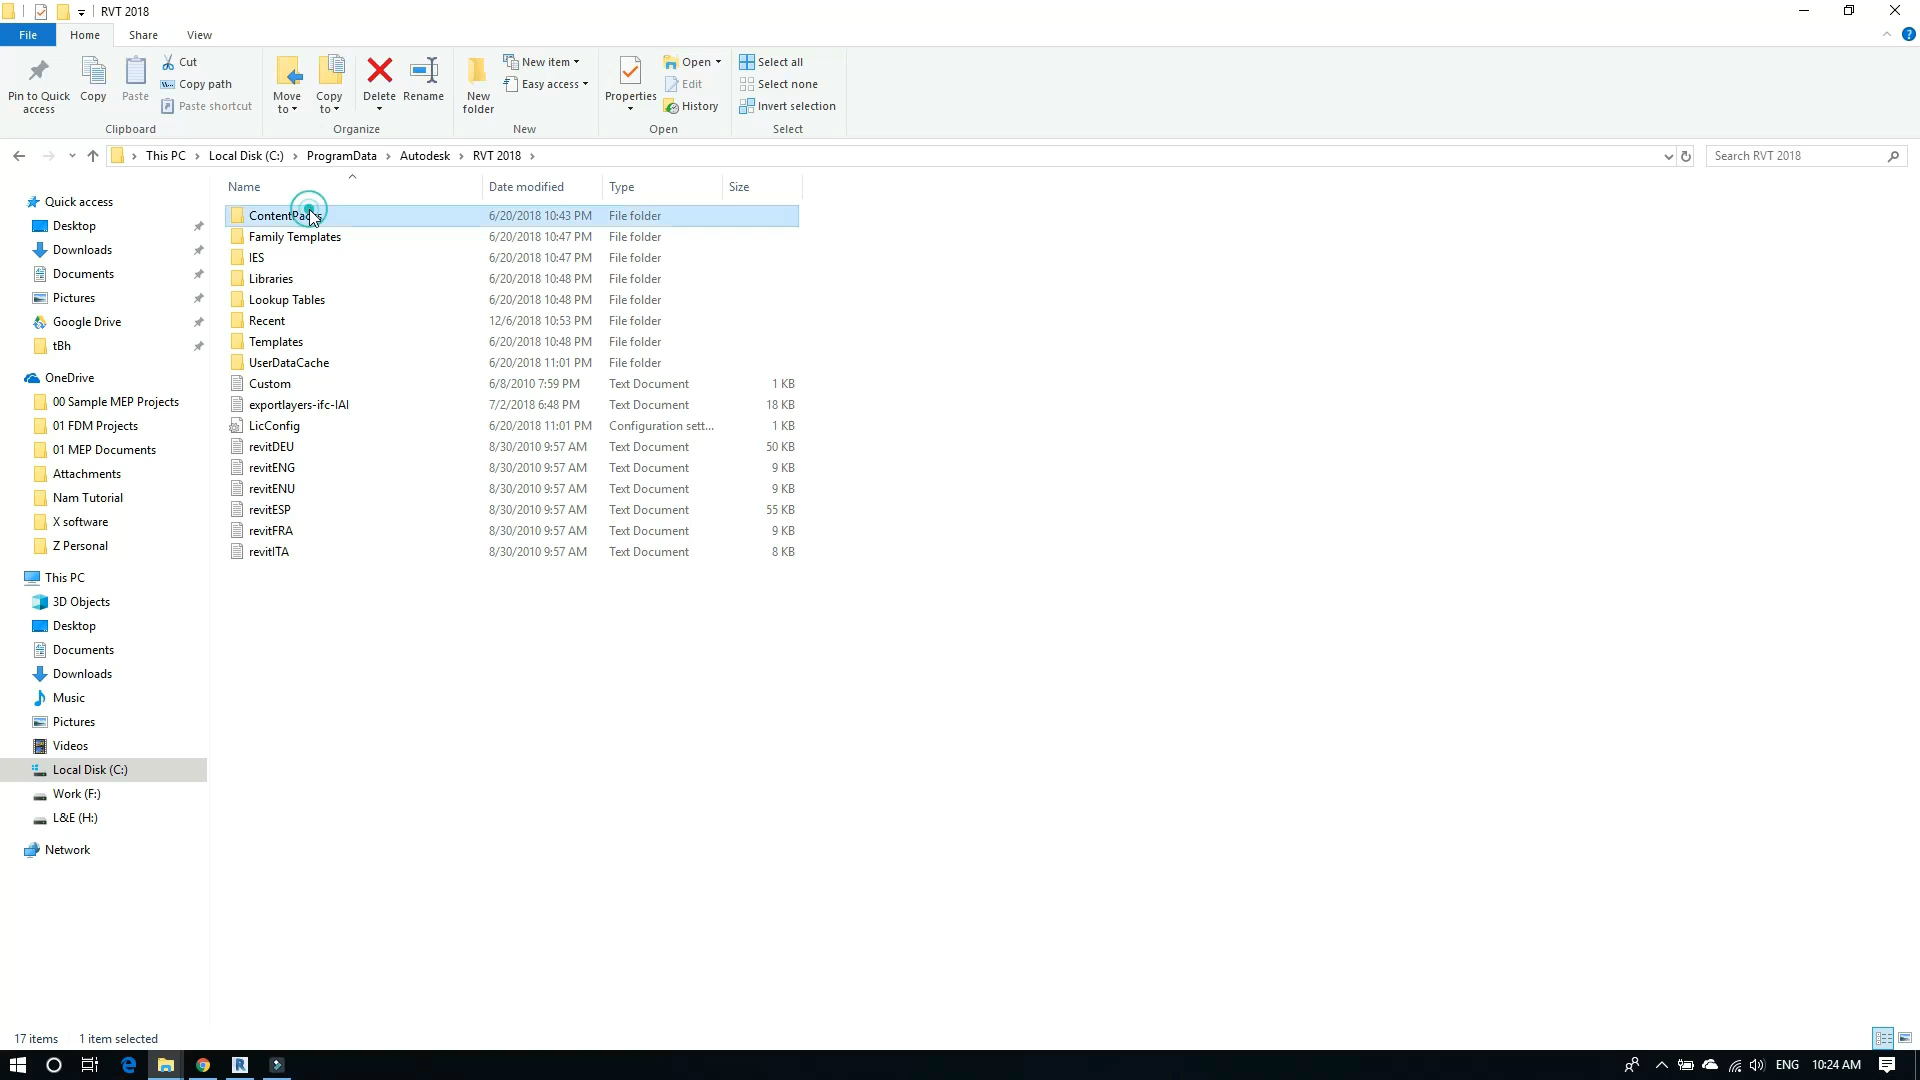 RVT 2018
File Home Share View
Pin to Quick access
Copy
Paste
Cut
Copy path
Paste shortcut
Clipboard
Move to
Copy to
Delete
Rename
Organize
New folder
New item
Easy access
New
Properties
Open
Edit
History
Open
Select all
Select none
Invert selection
Select
This PC Local Disk (C:) ProgramData Autodesk RVT 2018
Search RVT 2018
Quick access
Desktop
Downloads
Documents
Pictures
Google Drive
tBh
OneDrive
00 Sample MEP Projects
01 FDM Projects
01 MEP Documents
Attachments
Nam Tutorial
X software
Z Personal
This PC
3D Objects
Desktop
Documents
Downloads
Music
Pictures
Videos
Local Disk (C:)
Work (F:)
L&E (H:)
Network
Name Date modified Type Size
ContentPacks 6/20/2018 10:43 PM File folder
Family Templates 6/20/2018 10:47 PM File folder
IES 6/20/2018 10:47 PM File folder
Libraries 6/20/2018 10:48 PM File folder
Lookup Tables 6/20/2018 10:48 PM File folder
Recent 12/6/2018 10:53 PM File folder
Templates 6/20/2018 10:48 PM File folder
UserDataCache 6/20/2018 11:01 PM File folder
Custom 6/8/2010 7:59 PM Text Document 1 KB
exportlayers-ifc-IAI 7/2/2018 6:48 PM Text Document 18 KB
LicConfig 6/20/2018 11:01 PM Configuration sett... 1 KB
revitDEU 8/30/2010 9:57 AM Text Document 50 KB
revitENG 8/30/2010 9:57 AM Text Document 9 KB
revitENU 8/30/2010 9:57 AM Text Document 9 KB
revitESP 8/30/2010 9:57 AM Text Document 55 KB
revitFRA 8/30/2010 9:57 AM Text Document 9 KB
revitITA 8/30/2010 9:57 AM Text Document 8 KB
17 items 1 item selected
ENG 10:24 AM